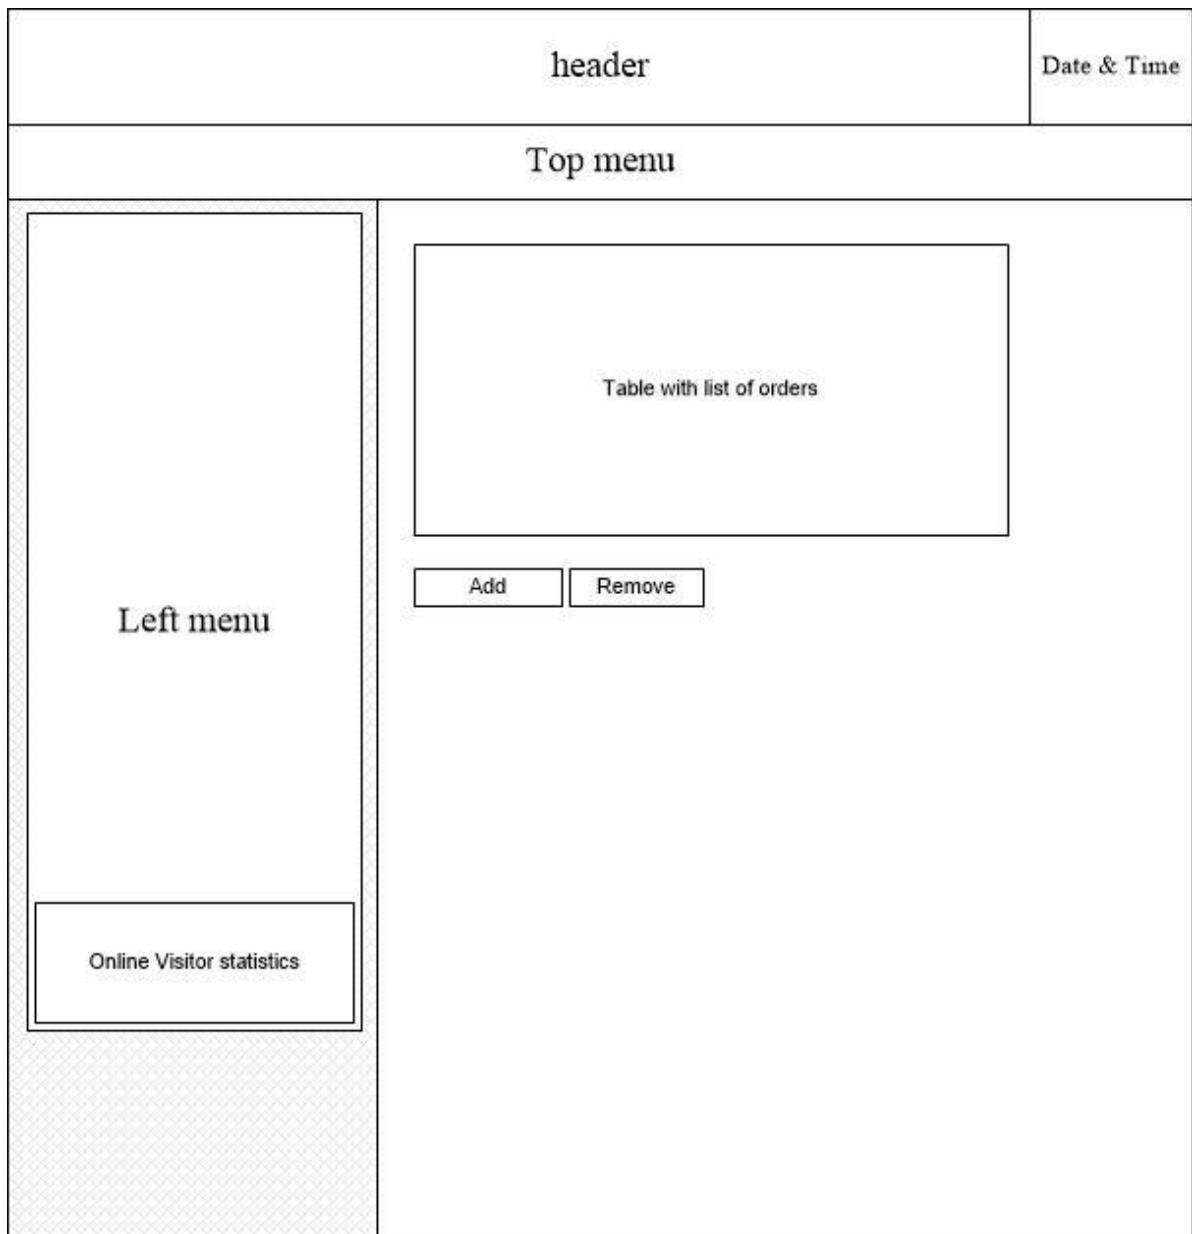 header
Date & Time
Top menu
Table with list of orders
Add
Remove
Left menu
Online Visitor statistics